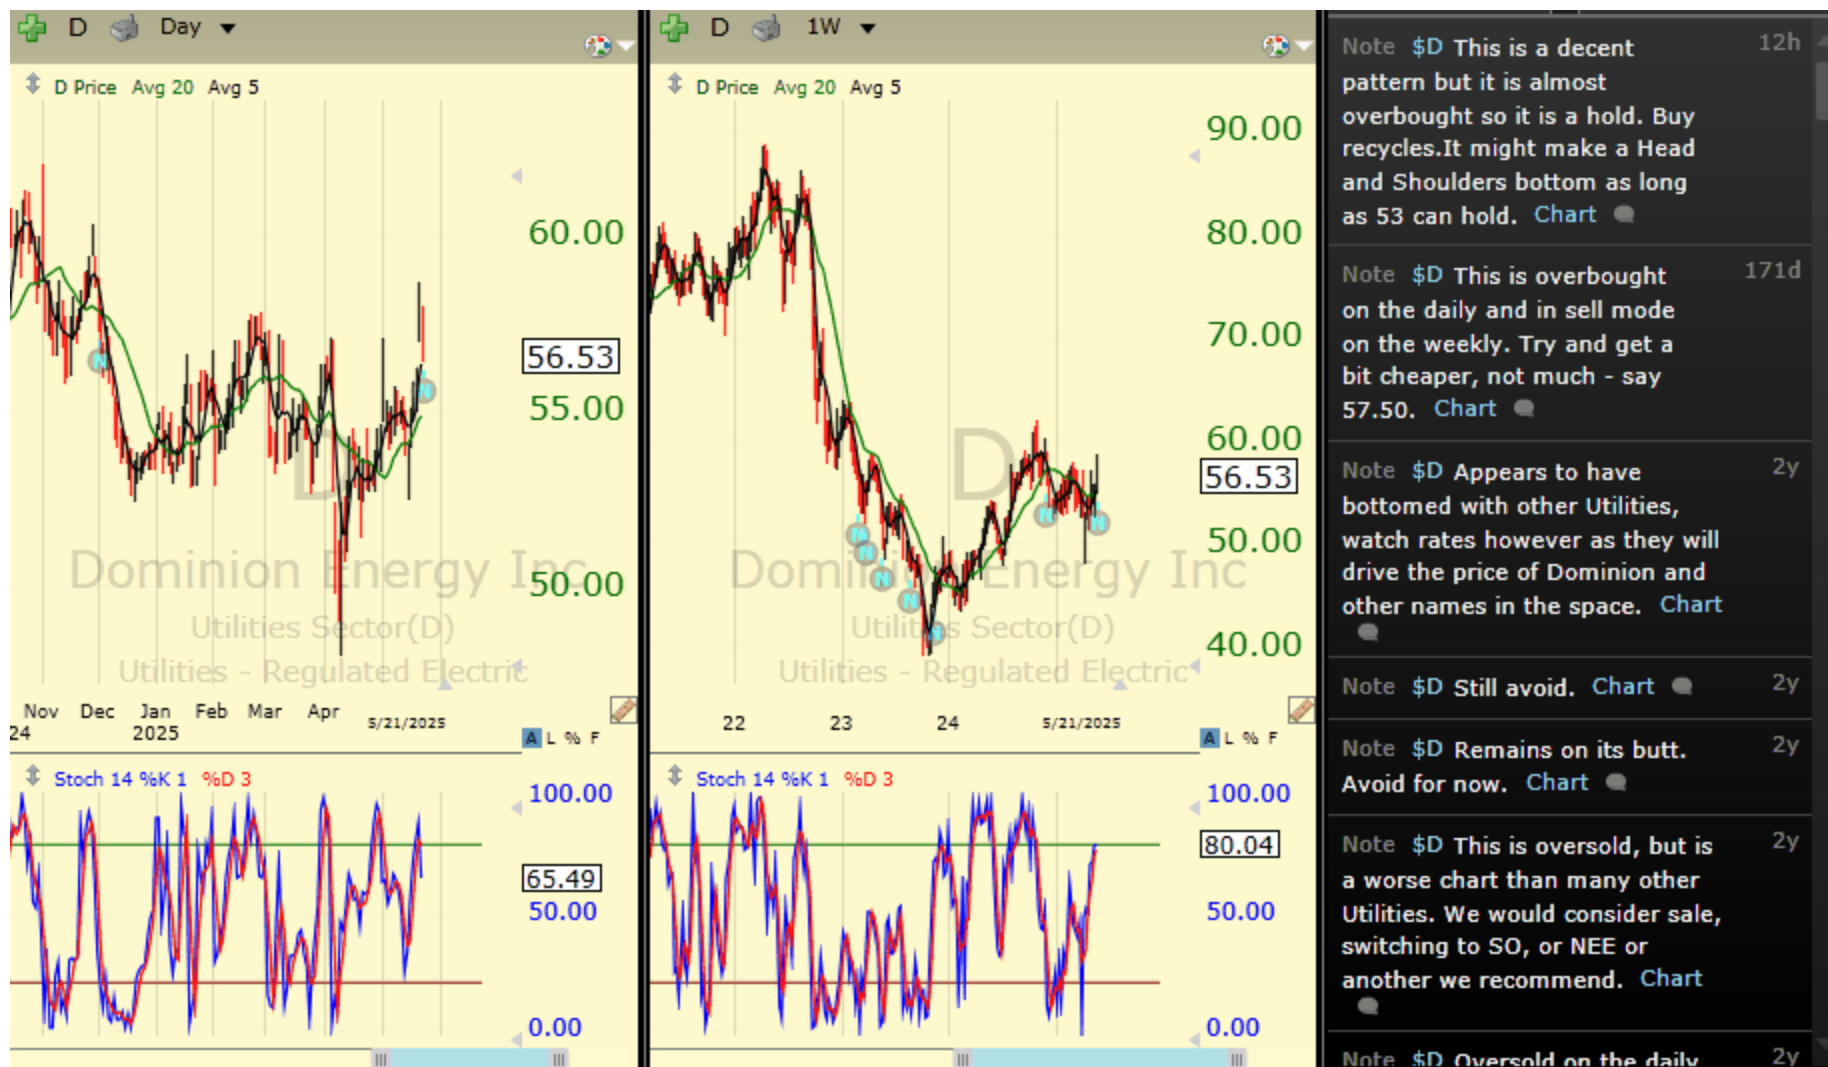 D Day
D Price Avg 20 Avg 5
60.00
56.53
55.00
50.00
D
Dominion Energy Inc
Utilities Sector(D)
Utilities - Regulated Electric
Nov Dec Jan Feb Mar Apr 5/21/2025
24 2025
A L % F
Stoch 14 %K 1 %D 3
100.00
65.49
50.00
0.00
D 1W
D Price Avg 20 Avg 5
90.00
80.00
70.00
60.00
56.53
50.00
40.00
D
Dominion Energy Inc
Utilities Sector(D)
Utilities - Regulated Electric
22 23 24 5/21/2025
A L % F
Stoch 14 %K 1 %D 3
100.00
80.04
50.00
0.00
Note $D This is a decent 12h
pattern but it is almost
overbought so it is a hold. Buy
recycles.It might make a Head
and Shoulders bottom as long
as 53 can hold. Chart
Note $D This is overbought 171d
on the daily and in sell mode
on the weekly. Try and get a
bit cheaper, not much - say
57.50. Chart
Note $D Appears to have 2y
bottomed with other Utilities,
watch rates however as they will
drive the price of Dominion and
other names in the space. Chart
Note $D Still avoid. Chart 2y
Note $D Remains on its butt. 2y
Avoid for now. Chart
Note $D This is oversold, but is 2y
a worse chart than many other
Utilities. We would consider sale,
switching to SO, or NEE or
another we recommend. Chart
Note $D Oversold on the daily 2y